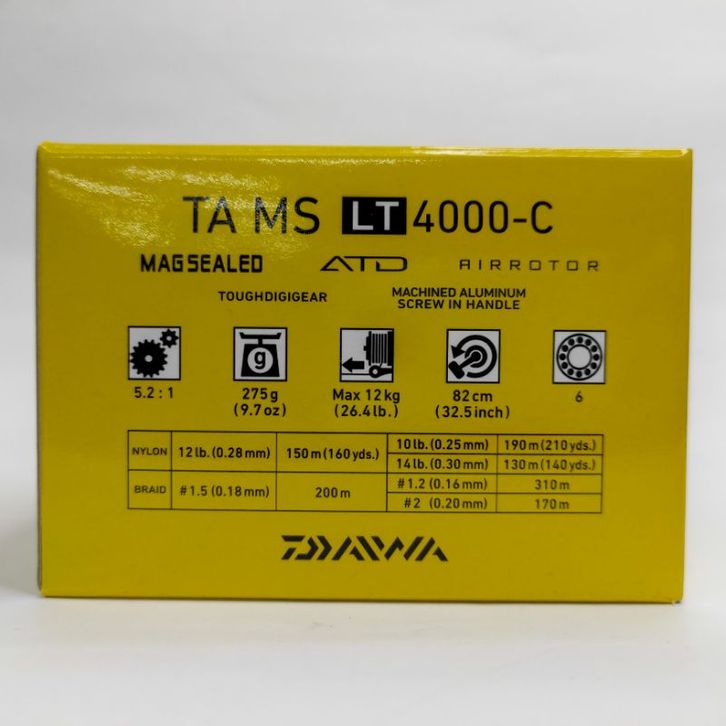 TA MS LT 4000-C
MAGSEALED ATD AIRROTOR
TOUGHDIGIGEAR MACHINED ALUMINUM
SCREW IN HANDLE
g
5.2 : 1 275 g Max 12 kg 82 cm 6
(9.7 oz) (26.4 lb.) (32.5 inch)
NYLON 12 lb. (0.28 mm) 150 m (160 yds.) 10 lb. (0.25 mm) 190 m (210 yds.)
14 lb. (0.30 mm) 130 m (140 yds.)
BRAID #1.5 (0.18 mm) 200 m #1.2 (0.16 mm) 310 m
#2 (0.20 mm) 170 m
DAIWA